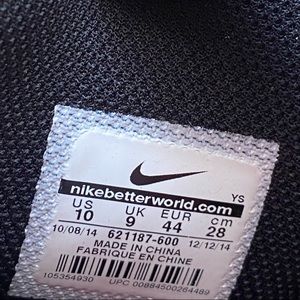 nikebetterworld.com
YS
US UK EUR cm
10 9 44 28
10/08/14 621187-600 12/12/14
MADE IN CHINA
FABRIQUE EN CHINE
105354930 UPC 00884500264489